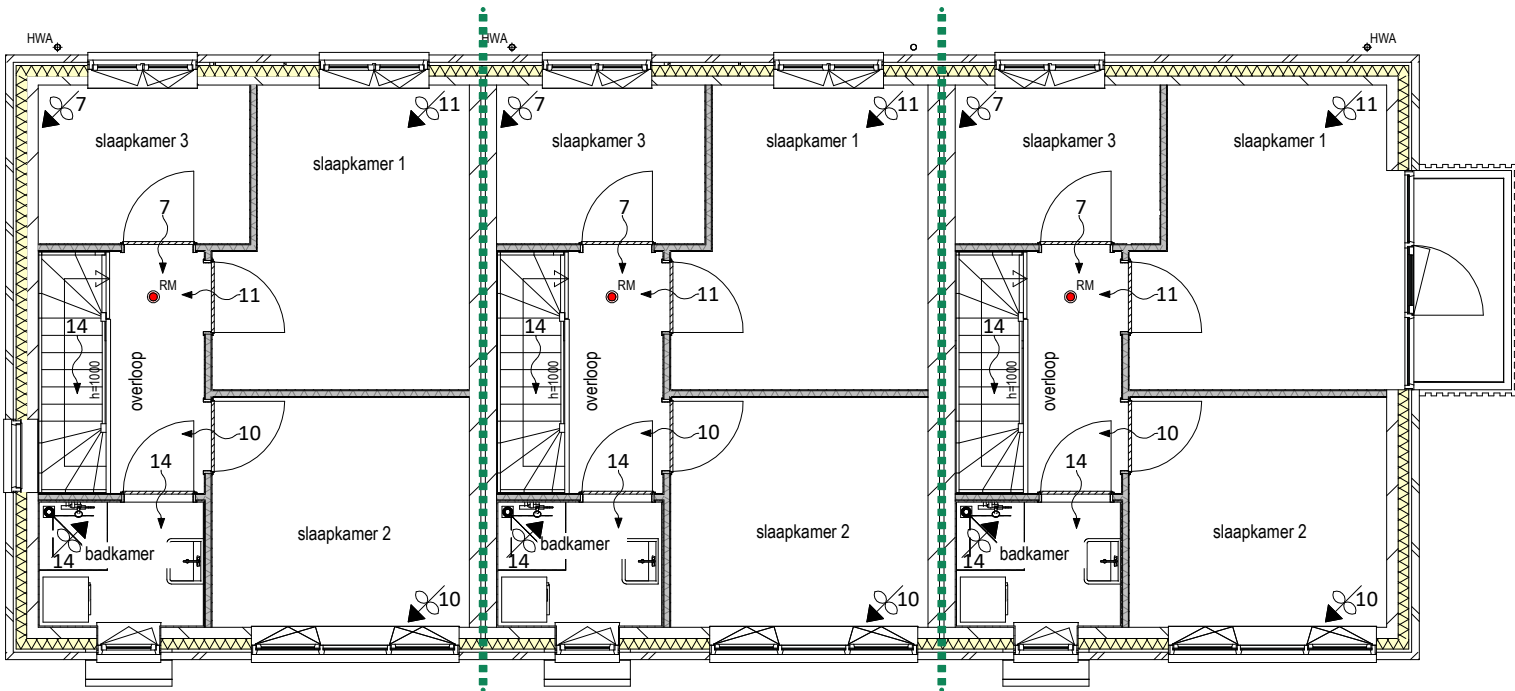 HWA
HWA
HWA
7
11
7
11
7
11
slaapkamer 3
slaapkamer 1
slaapkamer 3
slaapkamer 1
slaapkamer 3
slaapkamer 1
7
7
7
RM
RM
RM
11
11
11
14
14
14
h=1000
h=1000
h=1000
overloop
overloop
overloop
10
10
10
14
14
14
slaapkamer 2
slaapkamer 2
slaapkamer 2
badkamer
badkamer
badkamer
14
14
14
10
10
10